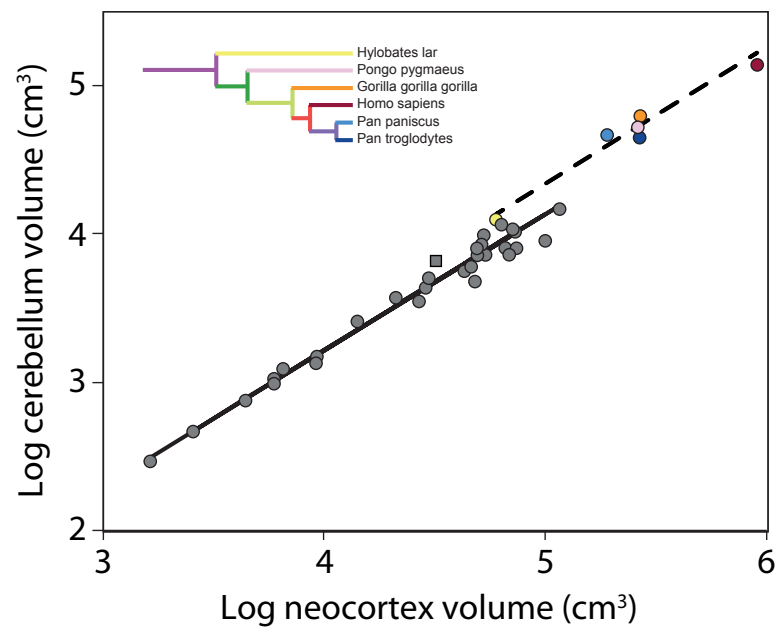 Hylobates lar
Pongo pygmaeus
Gorilla gorilla gorilla
Homo sapiens
Pan paniscus
Pan troglodytes
Log cerebellum volume (cm³)
5
4
3
2
3 4 5 6
Log neocortex volume (cm³)